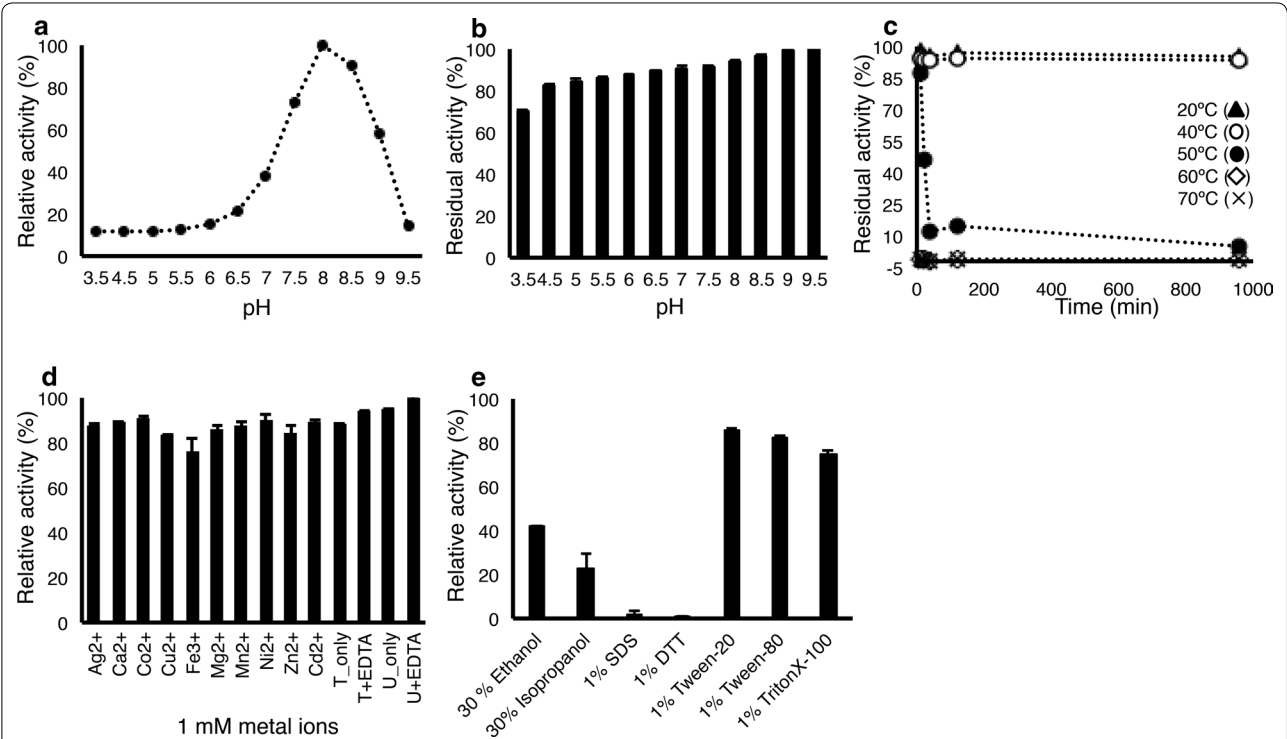 a
100
80
60
40
20
0
Relative activity (%)
3.5 4.5 5 5.5 6 6.5 7 7.5 8 8.5 9 9.5
pH
b
100
80
60
40
20
0
Residual activity (%)
3.5 4.5 5 5.5 6 6.5 7 7.5 8 8.5 9 9.5
pH
c
100
85
70
55
40
25
10
-5
Residual activity (%)
20ºC (▲)
40ºC (○)
50ºC (●)
60ºC (◇)
70ºC (×)
0 200 400 600 800 1000
Time (min)
d
100
80
60
40
20
0
Relative activity (%)
Ag2+
Ca2+
Co2+
Cu2+
Fe3+
Mg2+
Mn2+
Ni2+
Zn2+
Cd2+
T_only
T+EDTA
U_only
U+EDTA
1 mM metal ions
e
100
80
60
40
20
0
Relative activity (%)
30 % Ethanol
30% Isopropanol
1% SDS
1% DTT
1% Tween-20
1% Tween-80
1% TritonX-100